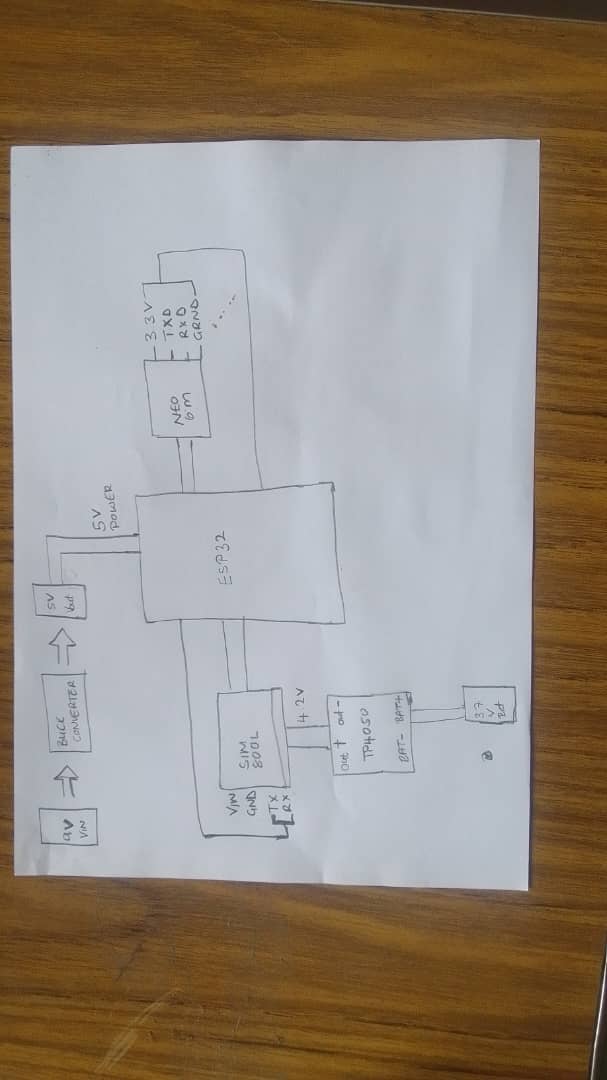 9V
VIN
BUCK
CONVERTER
5V
Vout
5V
POWER
ESP32
NEO
6M
3 3V
TXD
RXD
GRND
SIM
800L
VIN
GND
TX
RX
4 2V
out + out -
TP4050
BAT- BAT+
3.7
V
Bat